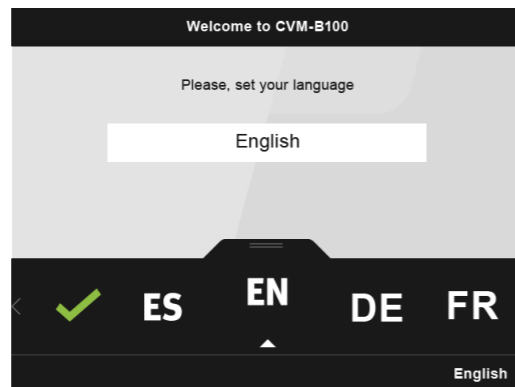 Welcome to CVM-B100
Please, set your language
English
ES EN DE FR
English